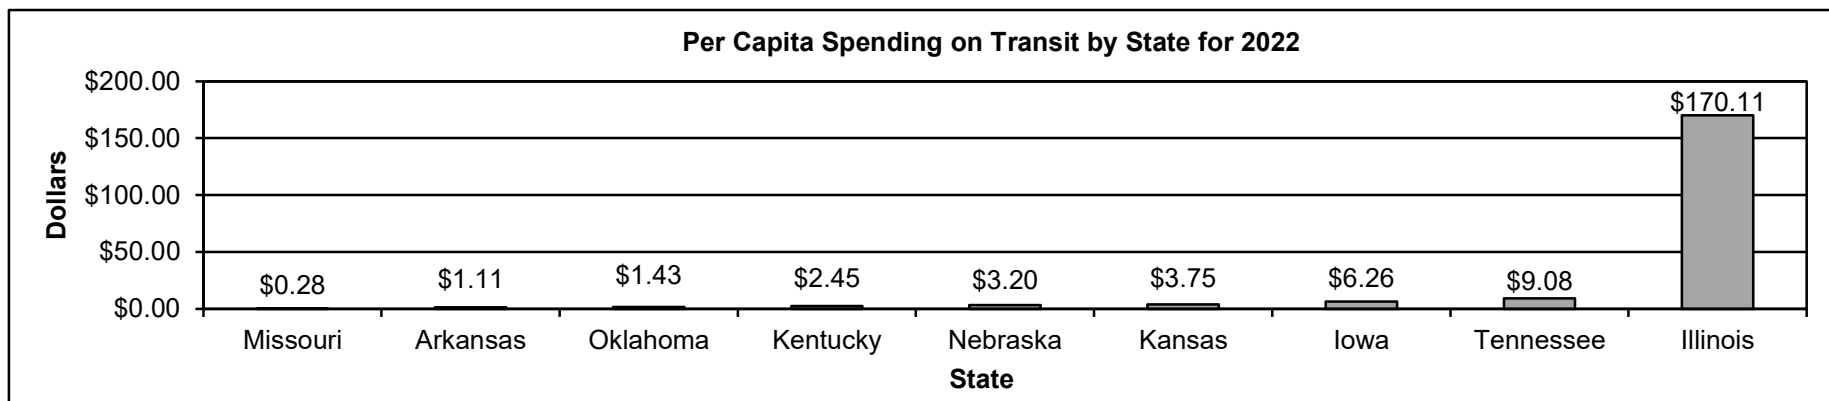 Per Capita Spending on Transit by State for 2022
$200.00
$150.00
$100.00
$50.00
$0.00
Dollars
$0.28
$1.11
$1.43
$2.45
$3.20
$3.75
$6.26
$9.08
$170.11
Missouri
Arkansas
Oklahoma
Kentucky
Nebraska
Kansas
Iowa
Tennessee
Illinois
State